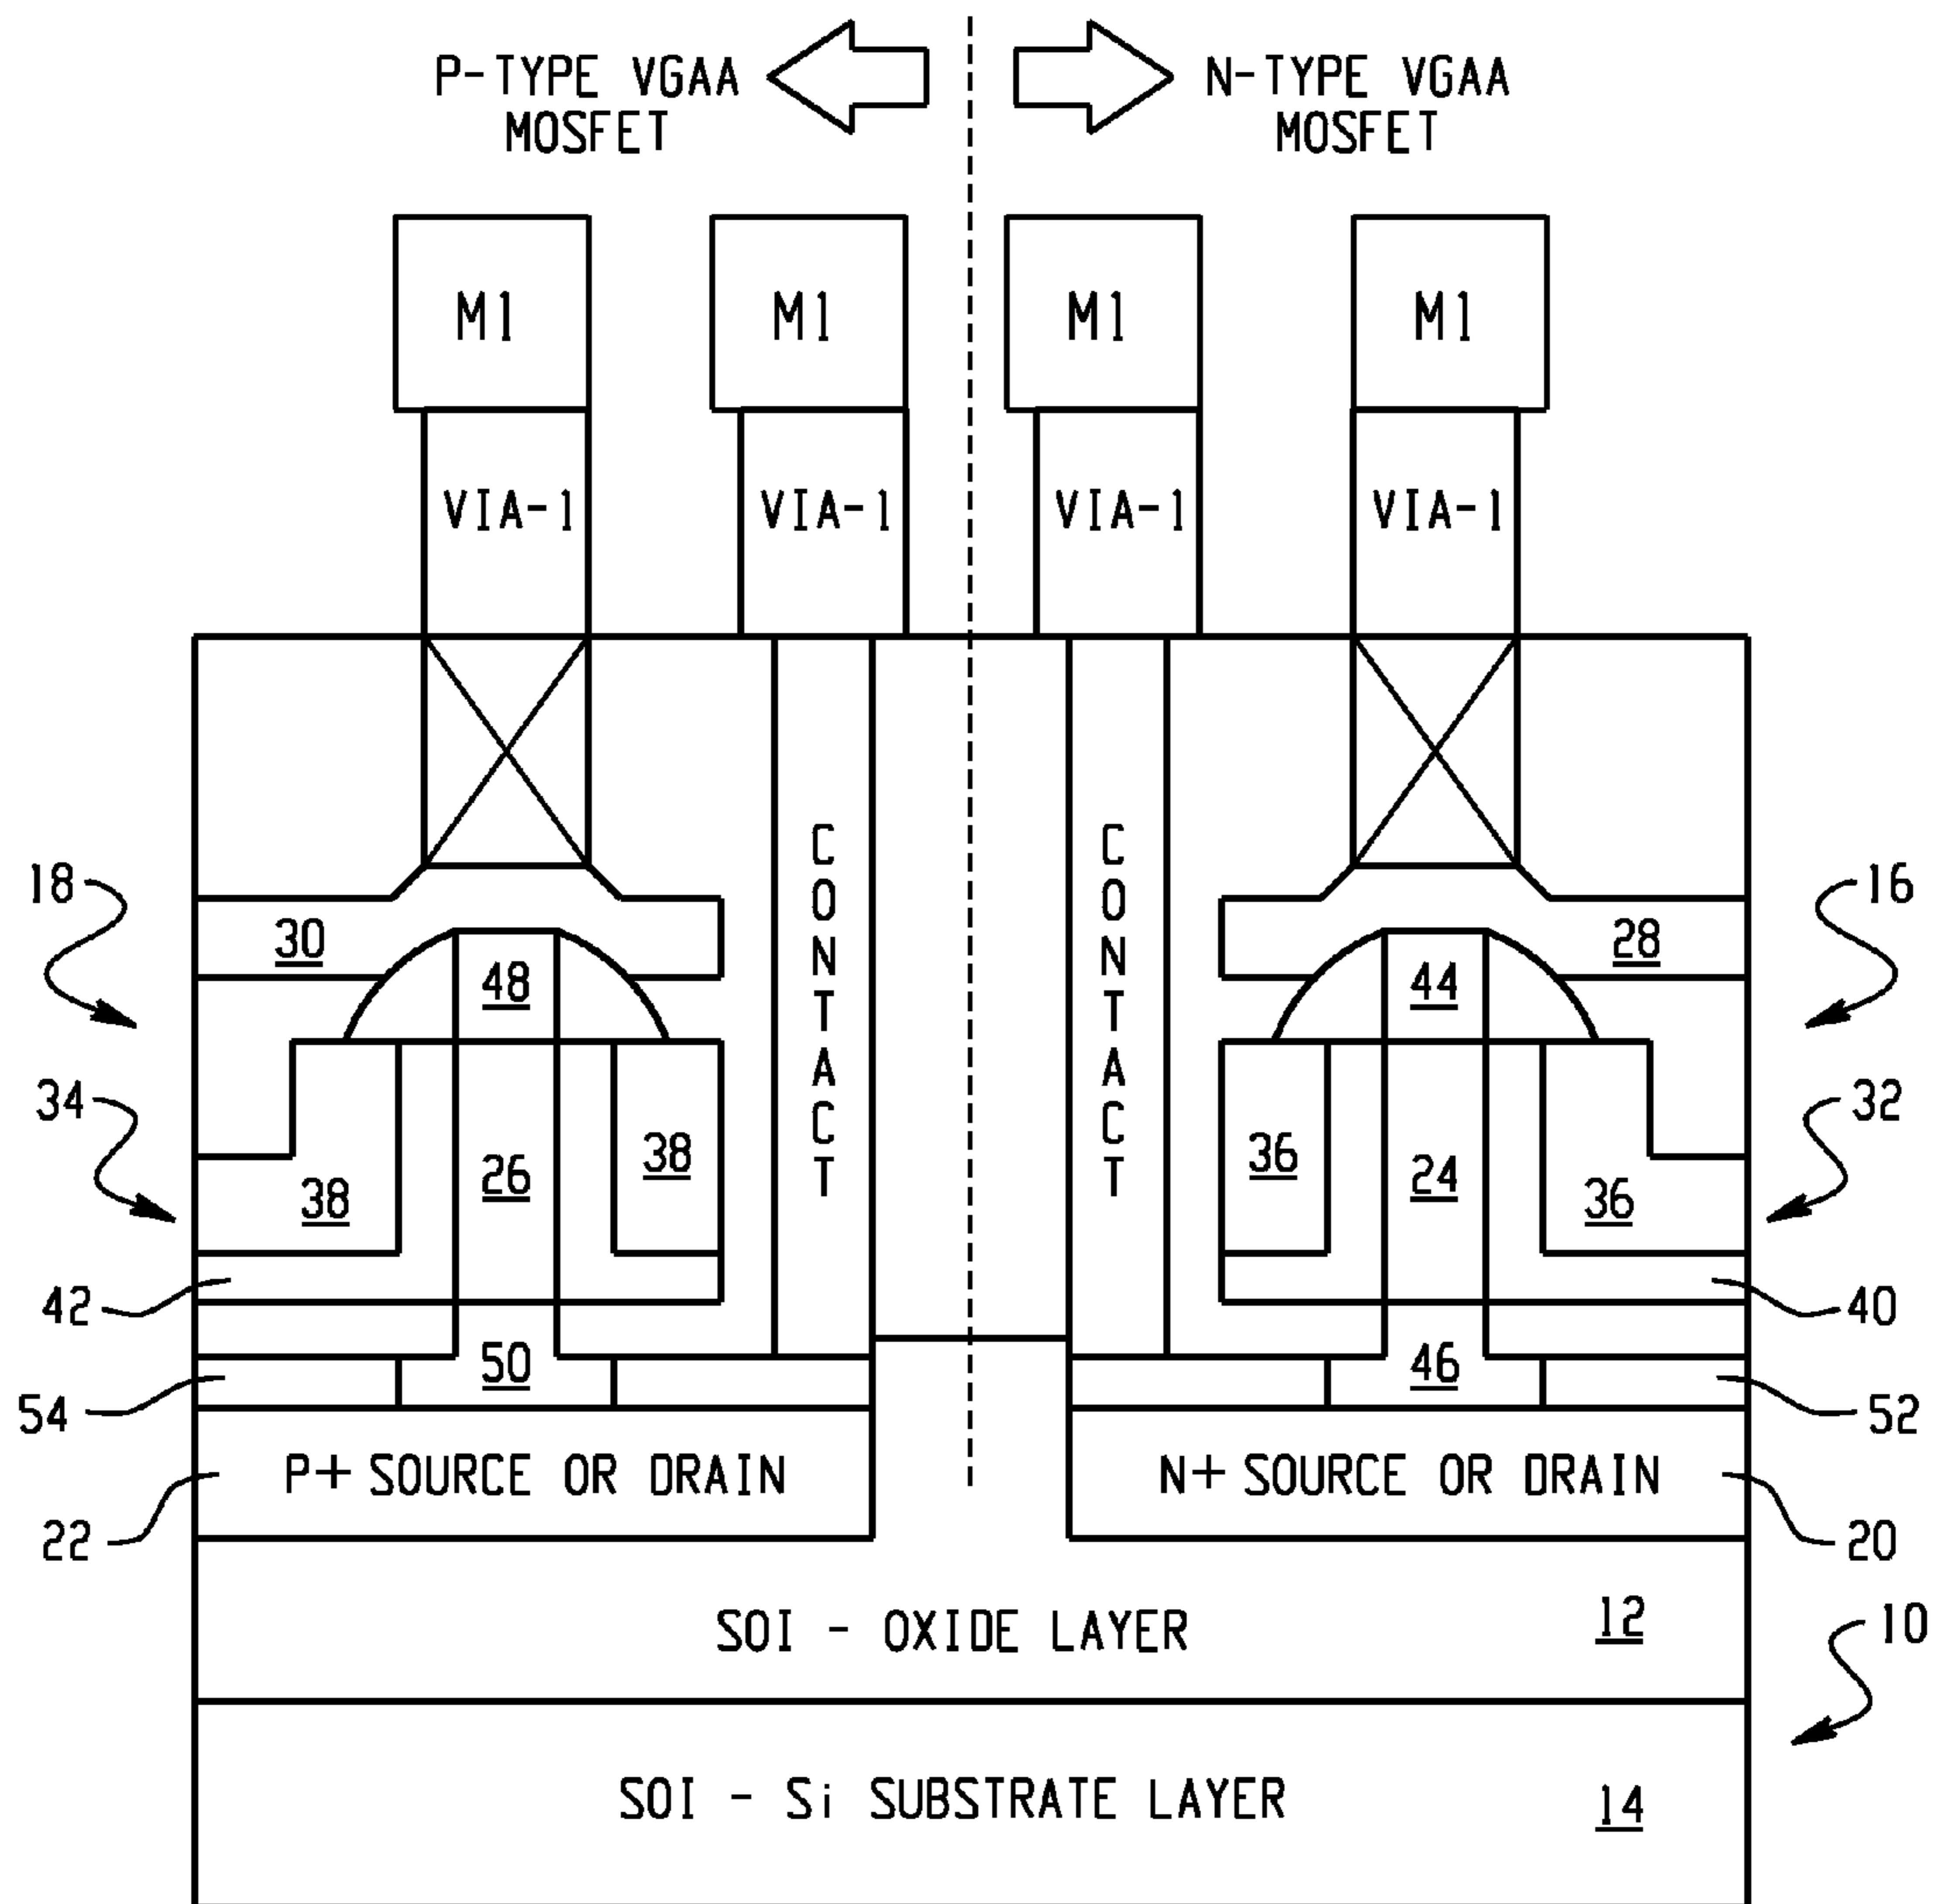 P-TYPE VGAA
MOSFET
N-TYPE VGAA
MOSFET
M1
M1
M1
M1
VIA-1
VIA-1
VIA-1
VIA-1
CONTACT
CONTACT
18
16
30
28
48
44
34
32
38
26
38
36
24
36
42
40
50
46
54
52
P+ SOURCE OR DRAIN
N+ SOURCE OR DRAIN
22
20
SOI - OXIDE LAYER
12
10
SOI - Si SUBSTRATE LAYER
14